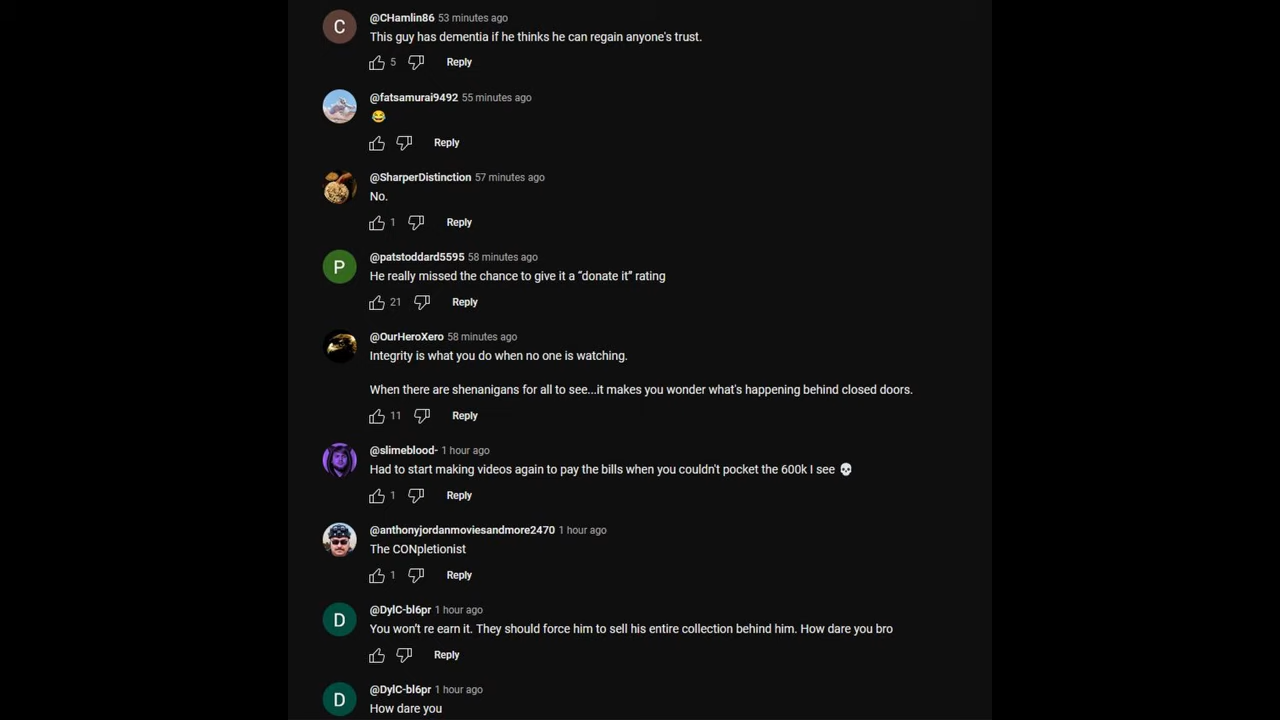 C
@CHamlin86 53 minutes ago
This guy has dementia if he thinks he can regain anyone's trust.
5 Reply
@fatsamurai9492 55 minutes ago
😂
Reply
@SharperDistinction 57 minutes ago
No.
1 Reply
P
@patstoddard5595 58 minutes ago
He really missed the chance to give it a “donate it” rating
21 Reply
@OurHeroXero 58 minutes ago
Integrity is what you do when no one is watching.
When there are shenanigans for all to see...it makes you wonder what's happening behind closed doors.
11 Reply
@slimeblood- 1 hour ago
Had to start making videos again to pay the bills when you couldn't pocket the 600k I see 💀
1 Reply
@anthonyjordanmoviesandmore2470 1 hour ago
The CONpletionist
1 Reply
D
@DylC-bl6pr 1 hour ago
You won’t re earn it. They should force him to sell his entire collection behind him. How dare you bro
Reply
D
@DylC-bl6pr 1 hour ago
How dare you